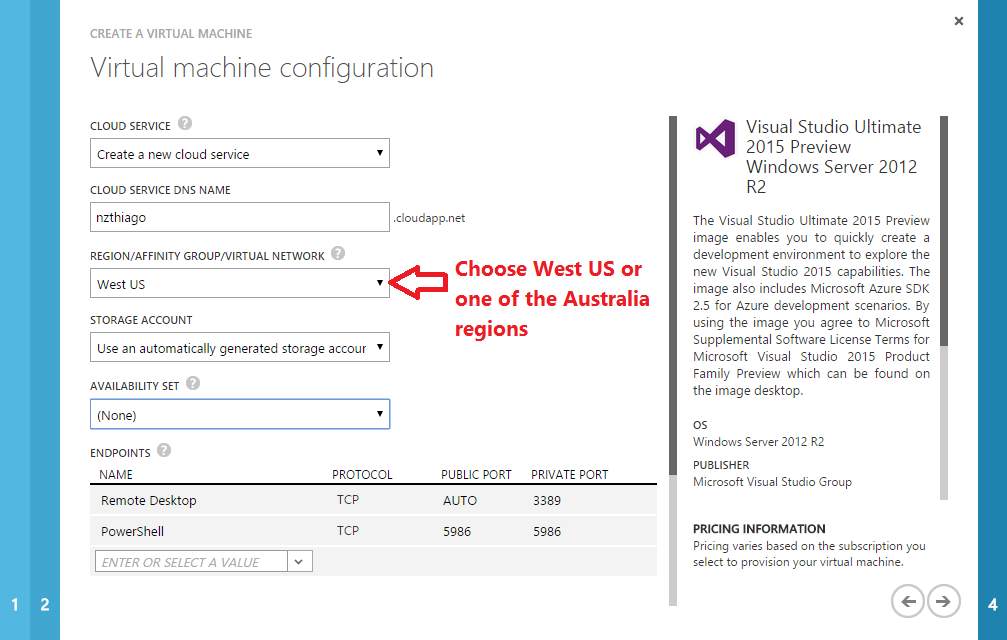 CREATE A VIRTUAL MACHINE
Virtual machine configuration
CLOUD SERVICE ?
Create a new cloud service
CLOUD SERVICE DNS NAME
nzthiago .cloudapp.net
REGION/AFFINITY GROUP/VIRTUAL NETWORK ?
West US
Choose West US or
one of the Australia
regions
STORAGE ACCOUNT
Use an automatically generated storage accour
AVAILABILITY SET ?
(None)
ENDPOINTS ?
NAME PROTOCOL PUBLIC PORT PRIVATE PORT
Remote Desktop TCP AUTO 3389
PowerShell TCP 5986 5986
ENTER OR SELECT A VALUE
Visual Studio Ultimate
2015 Preview
Windows Server 2012
R2
The Visual Studio Ultimate 2015 Preview
image enables you to quickly create a
development environment to explore the
new Visual Studio 2015 capabilities. The
image also includes Microsoft Azure SDK
2.5 for Azure development scenarios. By
using the image you agree to Microsoft
Supplemental Software License Terms for
Microsoft Visual Studio 2015 Product
Family Preview which can be found on
the image desktop.
OS
Windows Server 2012 R2
PUBLISHER
Microsoft Visual Studio Group
PRICING INFORMATION
Pricing varies based on the subscription you
select to provision your virtual machine.
1 2 4